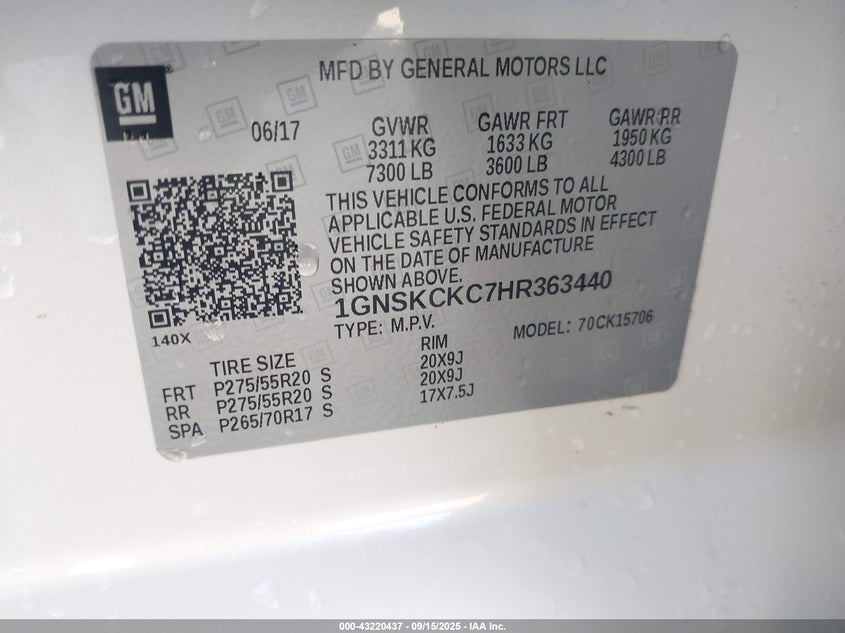 MFD BY GENERAL MOTORS LLC
GM
06/17 GVWR GAWR FRT GAWR RR
3311 KG 1633 KG 1950 KG
7300 LB 3600 LB 4300 LB
THIS VEHICLE CONFORMS TO ALL
APPLICABLE U.S. FEDERAL MOTOR
VEHICLE SAFETY STANDARDS IN EFFECT
ON THE DATE OF MANUFACTURE
SHOWN ABOVE.
1GNSKCKC7HR363440
140X
TYPE: M.P.V. MODEL: 70CK15706
TIRE SIZE RIM
FRT P275/55R20 S 20X9J
RR P275/55R20 S 20X9J
SPA P265/70R17 S 17X7.5J
000-43220437 - 09/15/2025 - IAA Inc.